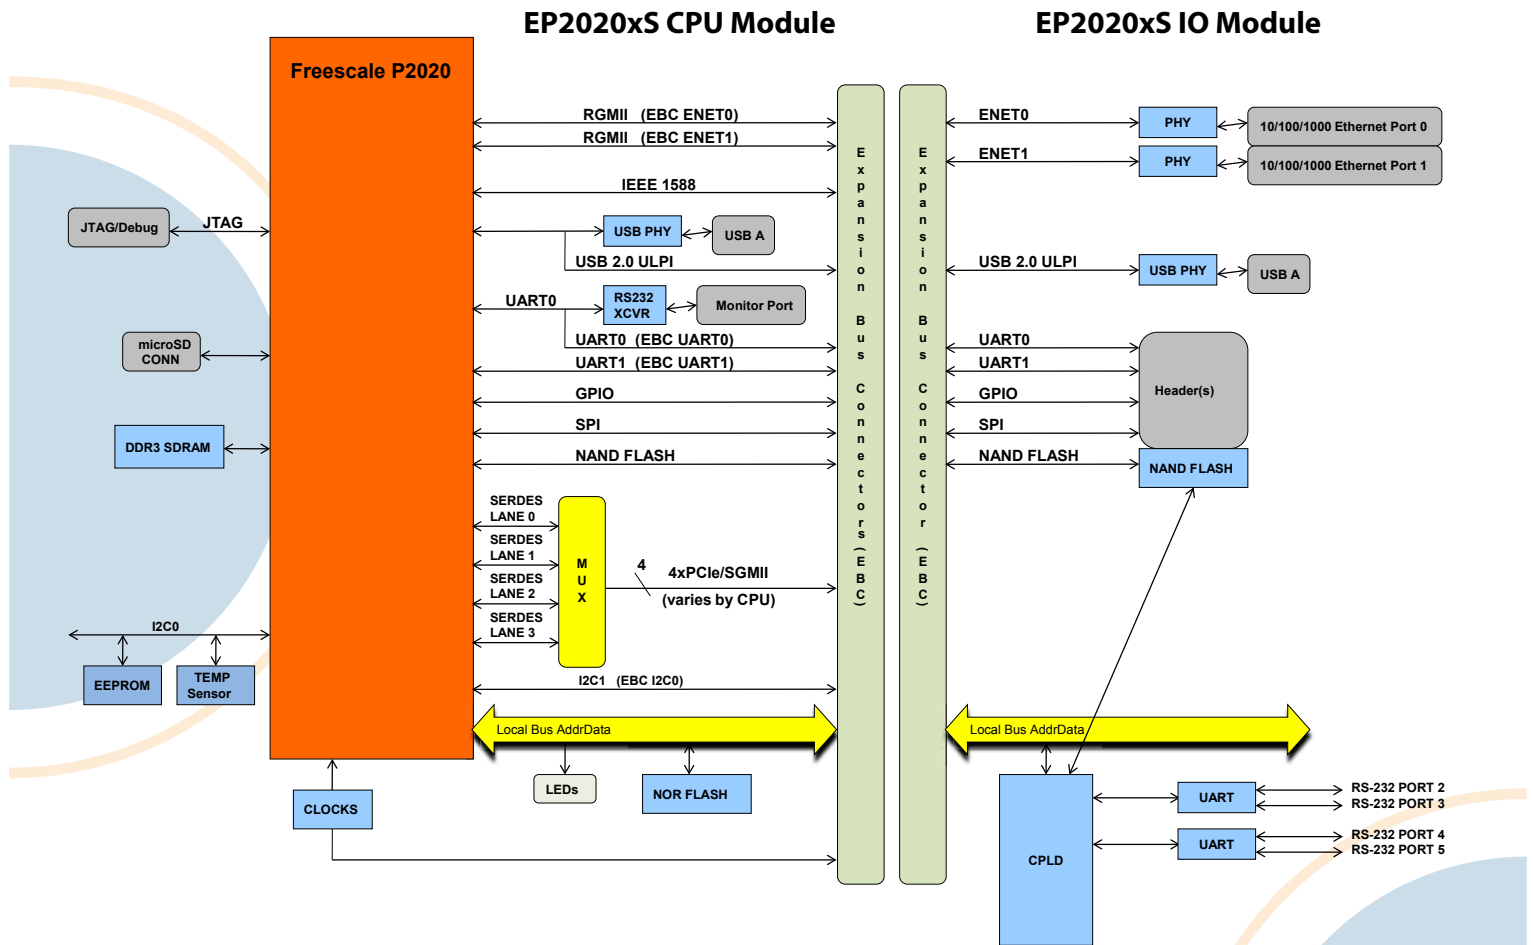 EP2020xS CPU Module
EP2020xS IO Module
Freescale P2020
RGMII (EBC ENET0)
RGMII (EBC ENET1)
IEEE 1588
JTAG/Debug
JTAG
USB PHY
USB A
USB 2.0 ULPI
UART0
RS232
XCVR
Monitor Port
microSD
CONN
UART0 (EBC UART0)
UART1 (EBC UART1)
GPIO
SPI
DDR3 SDRAM
NAND FLASH
SERDES
LANE 0
SERDES
LANE 1
SERDES
LANE 2
SERDES
LANE 3
MUX
4
4xPCIe/SGMII
(varies by CPU)
I2C0
EEPROM
TEMP
Sensor
I2C1 (EBC I2C0)
Local Bus AddrData
LEDs
NOR FLASH
CLOCKS
Expansion Bus Connectors (EBC)
Expansion Bus Connector (EBC)
ENET0
PHY
10/100/1000 Ethernet Port 0
ENET1
PHY
10/100/1000 Ethernet Port 1
USB 2.0 ULPI
USB PHY
USB A
UART0
UART1
GPIO
SPI
Header(s)
NAND FLASH
NAND FLASH
Local Bus AddrData
CPLD
UART
RS-232 PORT 2
RS-232 PORT 3
UART
RS-232 PORT 4
RS-232 PORT 5